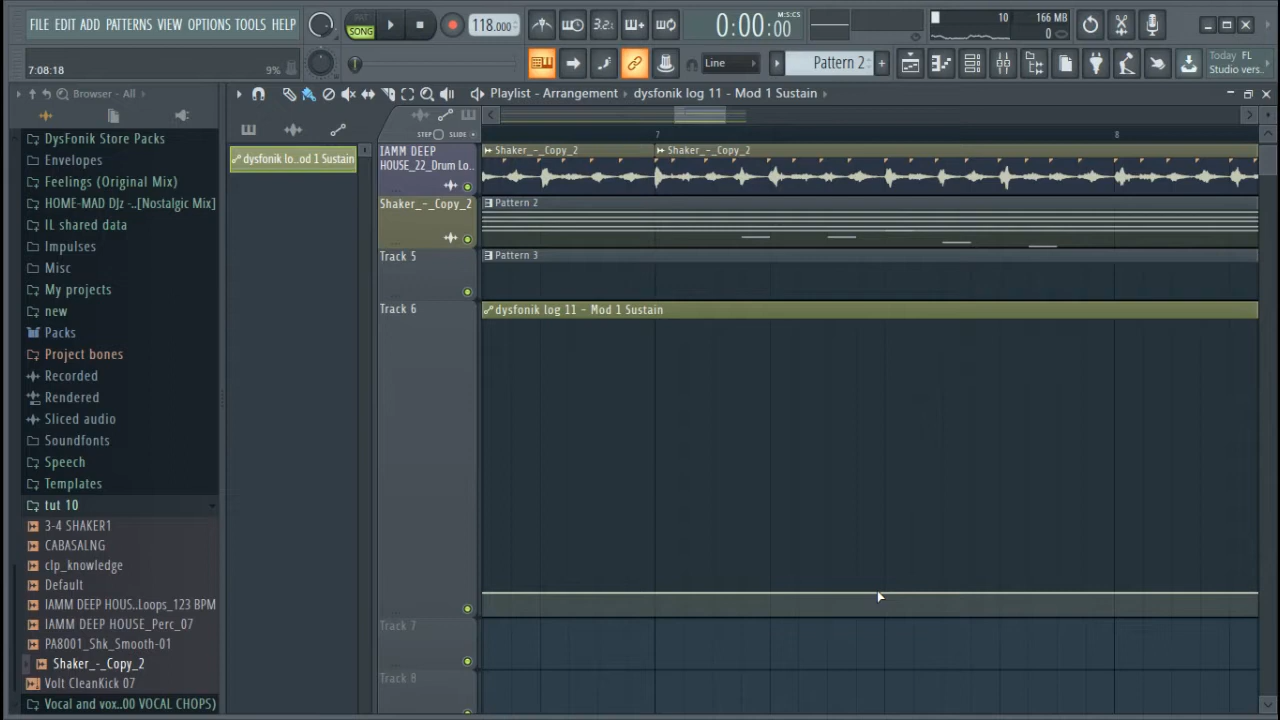 FILE EDIT ADD PATTERNS VIEW OPTIONS TOOLS HELP
SONG
118.000
3.2.
0:00:00
M:S:CS
10
166 MB
0
7:08:18
9%
Line
Pattern 2
Today FL
Studio vers..
Browser - All
Playlist - Arrangement
dysfonik log 11 - Mod 1 Sustain
STEP
SLIDE
7
8
DysFonik Store Packs
Envelopes
Feelings (Original Mix)
HOME-MAD DJz -..[Nostalgic Mix]
IL shared data
Impulses
Misc
My projects
new
Packs
Project bones
Recorded
Rendered
Sliced audio
Soundfonts
Speech
Templates
tut 10
3-4 SHAKER1
CABASALNG
clp_knowledge
Default
IAMM DEEP HOUS..Loops_123 BPM
IAMM DEEP HOUSE_Perc_07
PA8001_Shk_Smooth-01
Shaker_-_Copy_2
Volt CleanKick 07
Vocal and vox..00 VOCAL CHOPS)
dysfonik lo..od 1 Sustain
IAMM DEEP
HOUSE_22_Drum Lo..
Shaker_-_Copy_2
Shaker_-_Copy_2
Shaker_-_Copy_2
Pattern 2
Track 5
Pattern 3
Track 6
dysfonik log 11 - Mod 1 Sustain
Track 7
Track 8